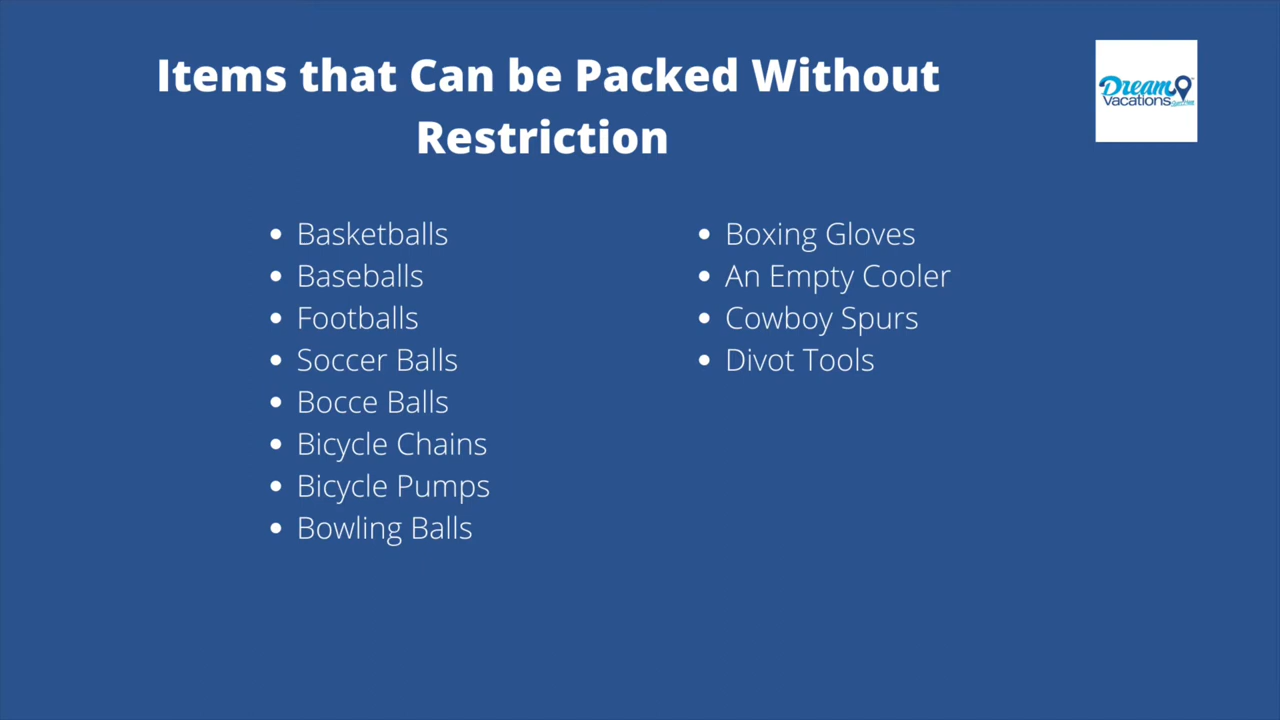 Items that Can be Packed Without
Restriction
Dream
Vacations
• Basketballs
• Baseballs
• Footballs
• Soccer Balls
• Bocce Balls
• Bicycle Chains
• Bicycle Pumps
• Bowling Balls
• Boxing Gloves
• An Empty Cooler
• Cowboy Spurs
• Divot Tools